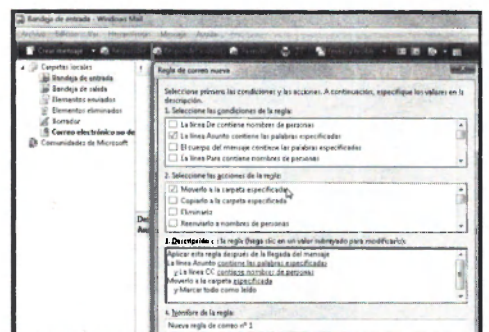 Bandeja de entrada - Windows Mail
Crear mensaje
Carpetas locales
Bandeja de entrada
Bandeja de salida
Elementos enviados
Elementos eliminados
Borrador
Correo electrónico no de
Comunidades de Microsoft
Regla de correo nueva
Seleccione primero las condiciones y las acciones. A continuación, especifique los valores en la
descripción.
1. Seleccione las condiciones de la regla:
La línea De contiene nombres de personas
La línea Asunto contiene las palabras especificadas
El cuerpo del mensaje contiene las palabras especificadas
La línea Para contiene nombres de personas
2. Seleccione las acciones de la regla:
Moverlo a la carpeta especificada
Copiarlo a la carpeta especificada
Eliminarlo
Reenviarlo a nombres de personas
3. Descripción de la regla (haga clic en un valor subrayado para modificarlo):
Aplicar esta regla después de la llegada del mensaje
La línea Asunto contiene las palabras especificadas
y La línea CC contiene nombres de personas
Moverlo a la carpeta especificada
y Marcar todo como leído
4. Nombre de la regla:
Nueva regla de correo nº 1